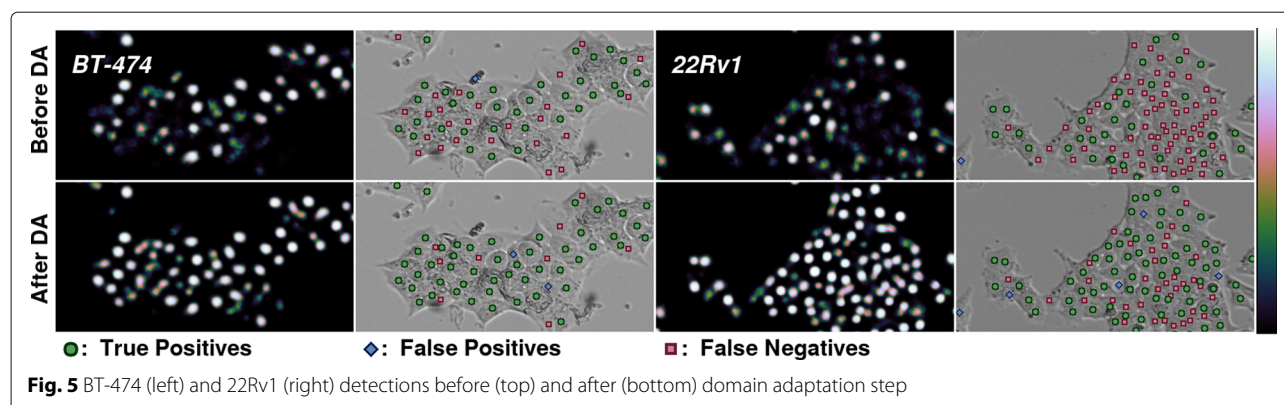 Before DA
BT-474
22Rv1
After DA
: True Positives
: False Positives
: False Negatives
Fig. 5 BT-474 (left) and 22Rv1 (right) detections before (top) and after (bottom) domain adaptation step